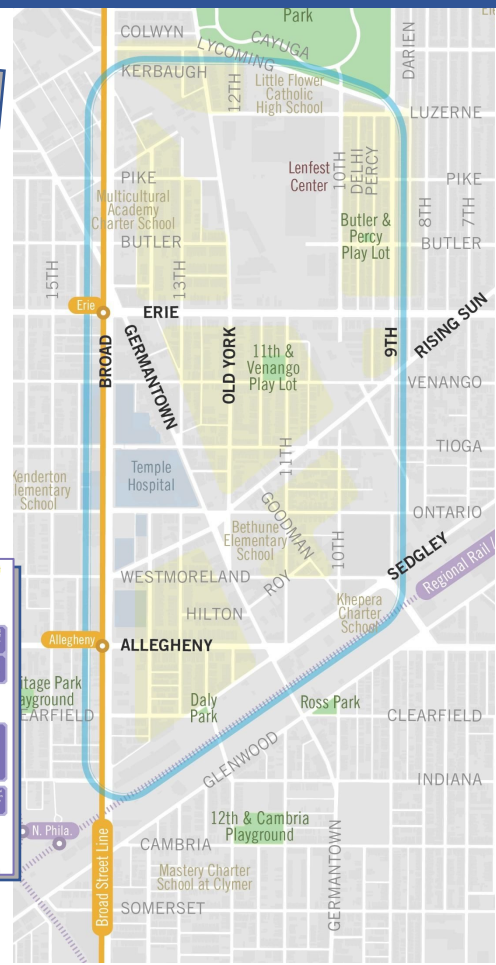 Park
COLWYN
CAYUGA
LYCOMING
DARIEN
KERBAUGH
12TH
Little Flower
Catholic
High School
LUZERNE
Lenfest
Center
10TH
DELHI
PERCY
PIKE
PIKE
Multicultural
Academy
Charter School
8TH
7TH
Butler &
Percy
Play Lot
BUTLER
BUTLER
15TH
13TH
Erie
ERIE
BROAD
GERMANTOWN
OLD YORK
9TH
RISING SUN
11th &
Venango
Play Lot
VENANGO
TIOGA
11TH
Temple
Hospital
Kenderton
Elementary
School
GOODMAN
ONTARIO
Bethune
Elementary
School
10TH
SEDGLEY
Regional Rail /
WESTMORELAND
ROY
HILTON
Khepera
Charter
School
Allegheny
ALLEGHENY
itage Park
ayground
Daly
Park
Ross Park
EARFIELD
CLEARFIELD
GLENWOOD
INDIANA
12th & Cambria
Playground
N. Phila.
CAMBRIA
GERMANTOWN
Broad Street Line
Mastery Charter
School at Clymer
SOMERSET